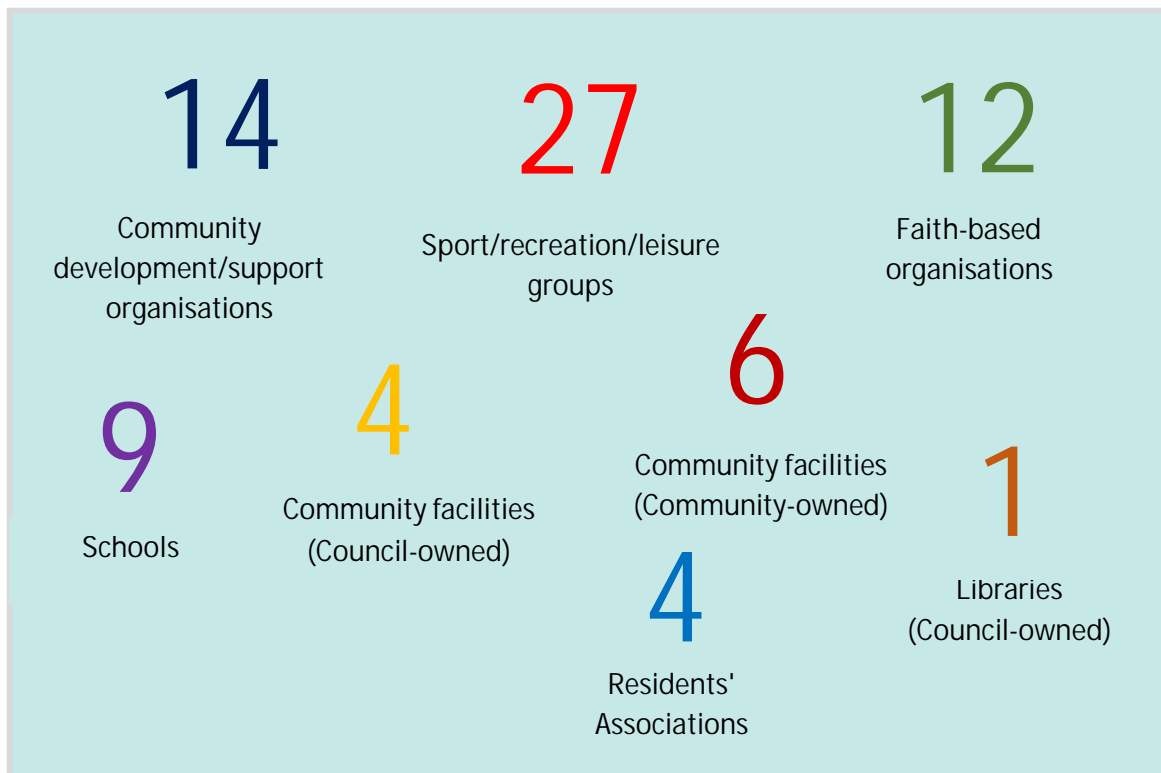 14
Community
development/support
organisations
27
Sport/recreation/leisure
groups
12
Faith-based
organisations
9
Schools
4
Community facilities
(Council-owned)
6
Community facilities
(Community-owned)
1
Libraries
(Council-owned)
4
Residents'
Associations